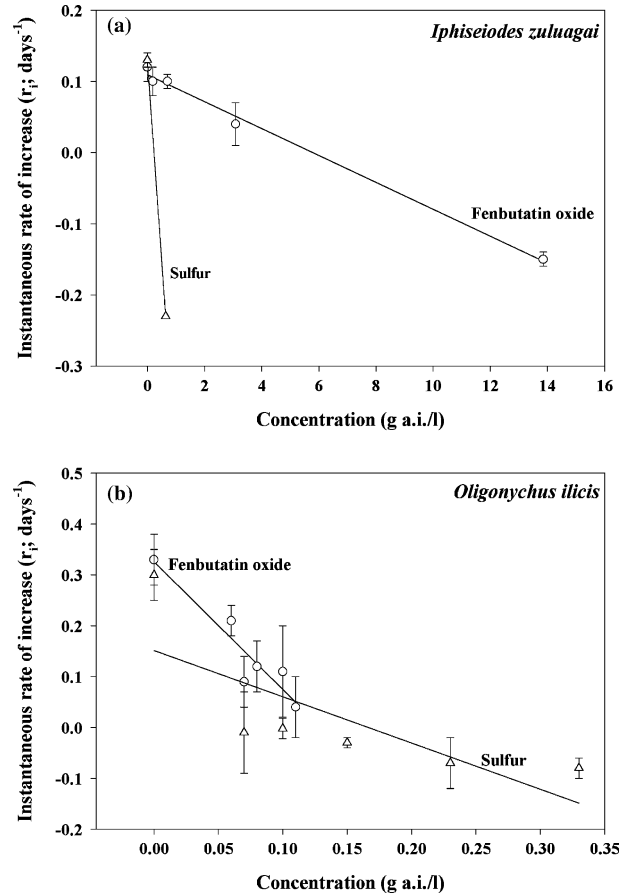 (a)
Iphiseiodes zuluagai
Instantaneous rate of increase (ri; days-1)
0.2
0.1
0.0
-0.1
-0.2
-0.3
Fenbutatin oxide
Sulfur
0 2 4 6 8 10 12 14 16
Concentration (g a.i./l)
(b)
Oligonychus ilicis
Instantaneous rate of increase (ri; days-1)
0.5
0.4
0.3
0.2
0.1
0.0
-0.1
-0.2
Fenbutatin oxide
Sulfur
0.00 0.05 0.10 0.15 0.20 0.25 0.30 0.35
Concentration (g a.i./l)